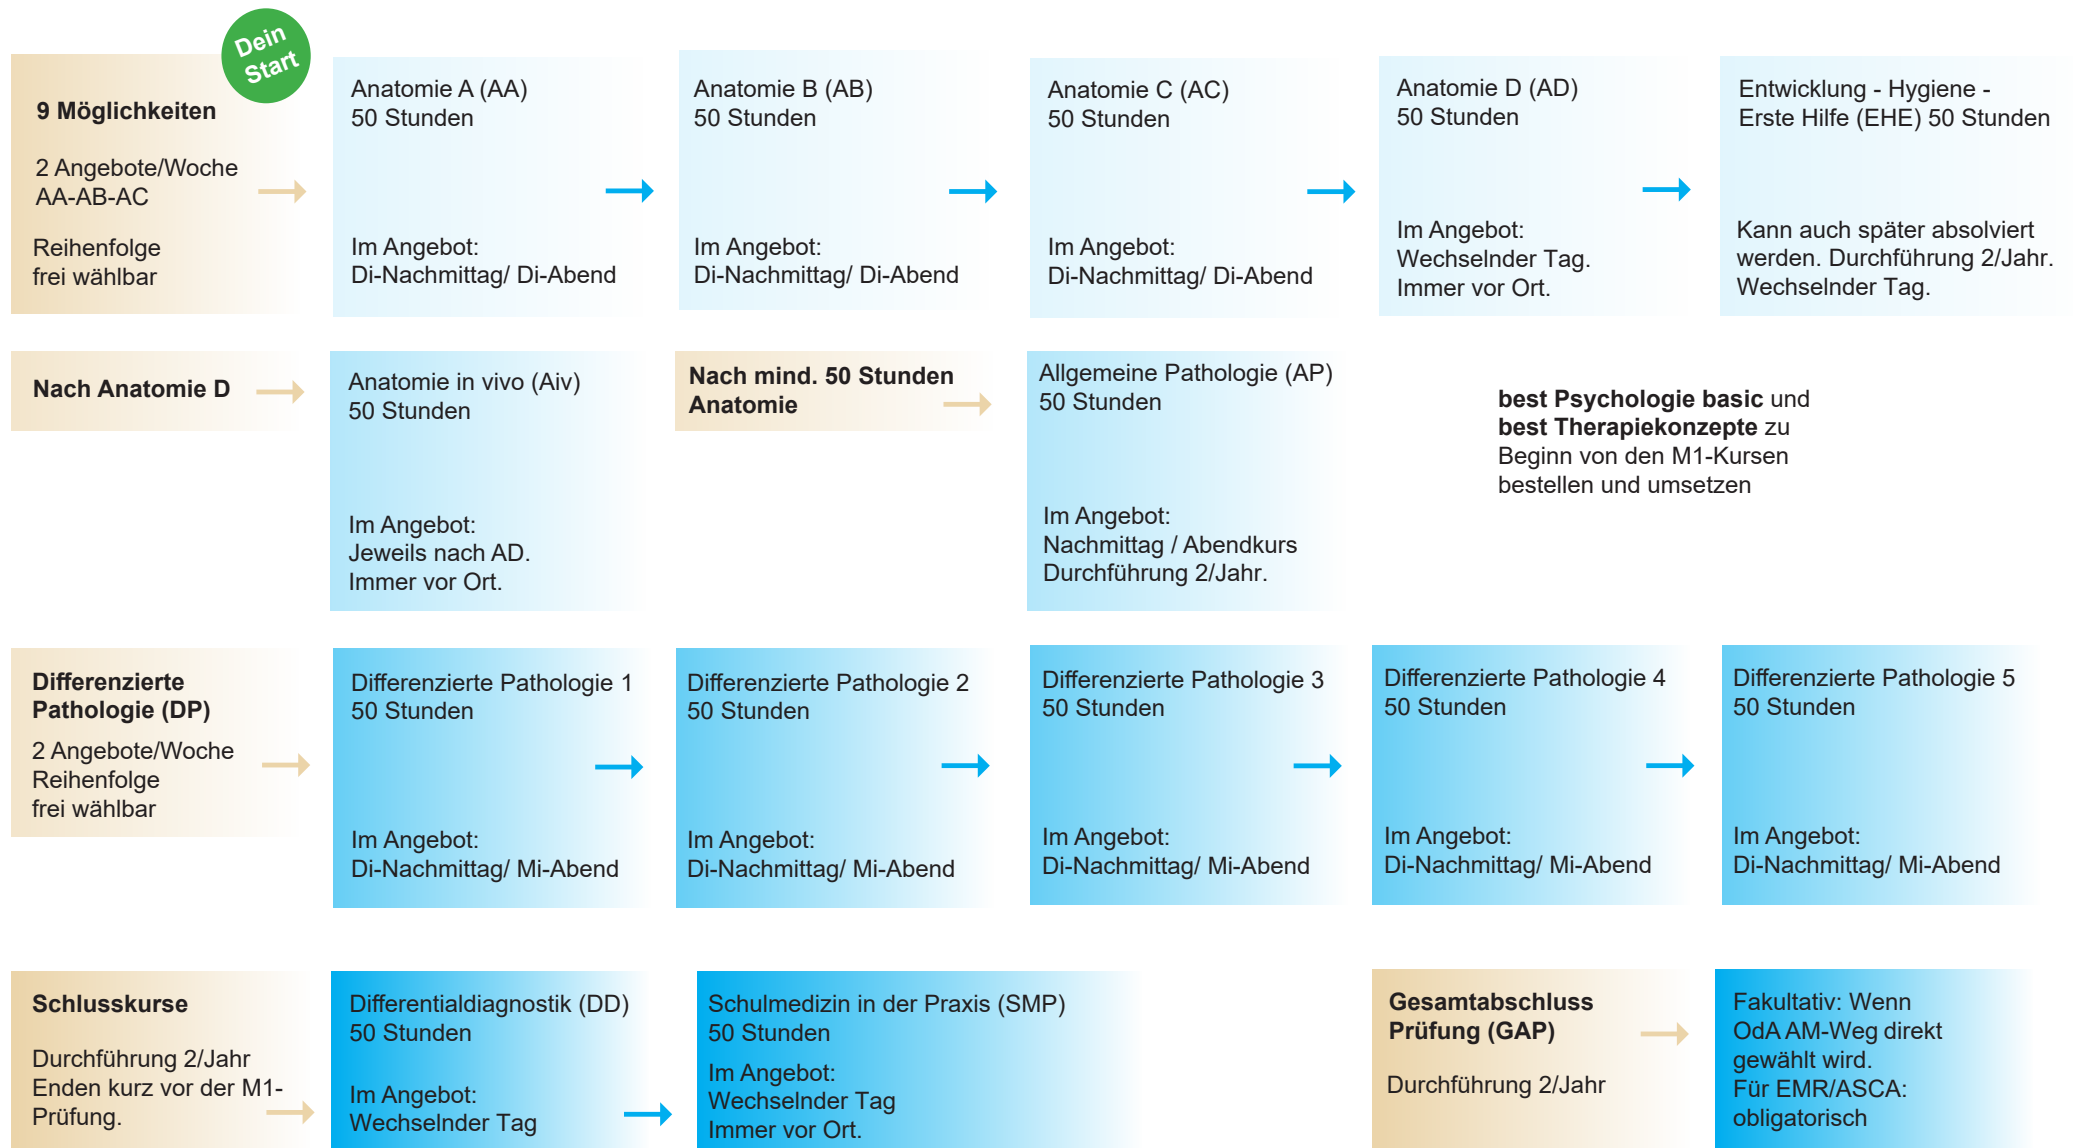 Dein
Start
9 Möglichkeiten
2 Angebote/Woche
AA-AB-AC
Reihenfolge
frei wählbar
Anatomie A (AA)
50 Stunden
Im Angebot:
Di-Nachmittag/ Di-Abend
Anatomie B (AB)
50 Stunden
Im Angebot:
Di-Nachmittag/ Di-Abend
Anatomie C (AC)
50 Stunden
Im Angebot:
Di-Nachmittag/ Di-Abend
Anatomie D (AD)
50 Stunden
Im Angebot:
Wechselnder Tag.
Immer vor Ort.
Entwicklung - Hygiene -
Erste Hilfe (EHE) 50 Stunden
Kann auch später absolviert
werden. Durchführung 2/Jahr.
Wechselnder Tag.
Nach Anatomie D
Anatomie in vivo (Aiv)
50 Stunden
Im Angebot:
Jeweils nach AD.
Immer vor Ort.
Nach mind. 50 Stunden
Anatomie
Allgemeine Pathologie (AP)
50 Stunden
Im Angebot:
Nachmittag / Abendkurs
Durchführung 2/Jahr.
best Psychologie basic und
best Therapiekonzepte zu
Beginn von den M1-Kursen
bestellen und umsetzen
Differenzierte
Pathologie (DP)
2 Angebote/Woche
Reihenfolge
frei wählbar
Differenzierte Pathologie 1
50 Stunden
Im Angebot:
Di-Nachmittag/ Mi-Abend
Differenzierte Pathologie 2
50 Stunden
Im Angebot:
Di-Nachmittag/ Mi-Abend
Differenzierte Pathologie 3
50 Stunden
Im Angebot:
Di-Nachmittag/ Mi-Abend
Differenzierte Pathologie 4
50 Stunden
Im Angebot:
Di-Nachmittag/ Mi-Abend
Differenzierte Pathologie 5
50 Stunden
Im Angebot:
Di-Nachmittag/ Mi-Abend
Schlusskurse
Durchführung 2/Jahr
Enden kurz vor der M1-
Prüfung.
Differentialdiagnostik (DD)
50 Stunden
Im Angebot:
Wechselnder Tag
Schulmedizin in der Praxis (SMP)
50 Stunden
Im Angebot:
Wechselnder Tag
Immer vor Ort.
Gesamtabschluss
Prüfung (GAP)
Durchführung 2/Jahr
Fakultativ: Wenn
OdA AM-Weg direkt
gewählt wird.
Für EMR/ASCA:
obligatorisch